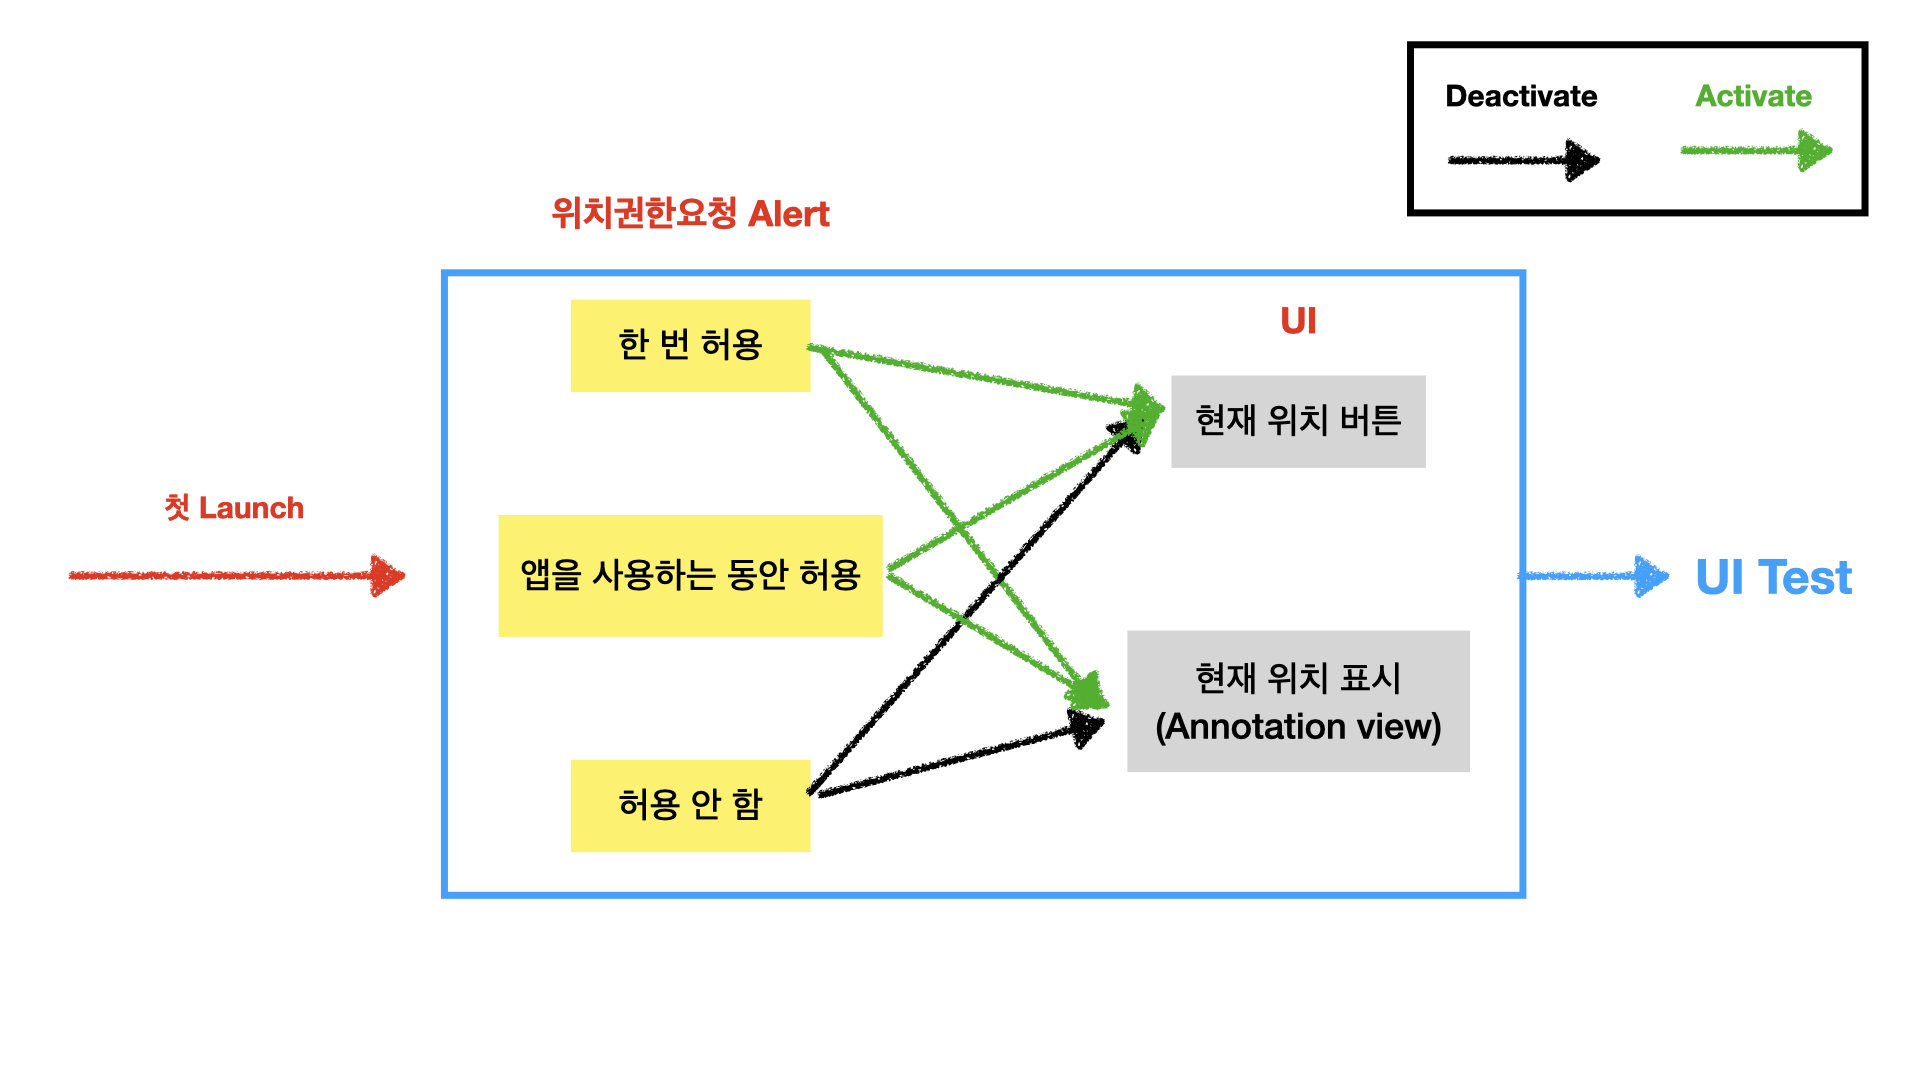 Deactivate
Activate
위치권한요청 Alert
한 번 허용
UI
현재 위치 버튼
첫 Launch
앱을 사용하는 동안 허용
UI Test
현재 위치 표시
(Annotation view)
허용 안 함